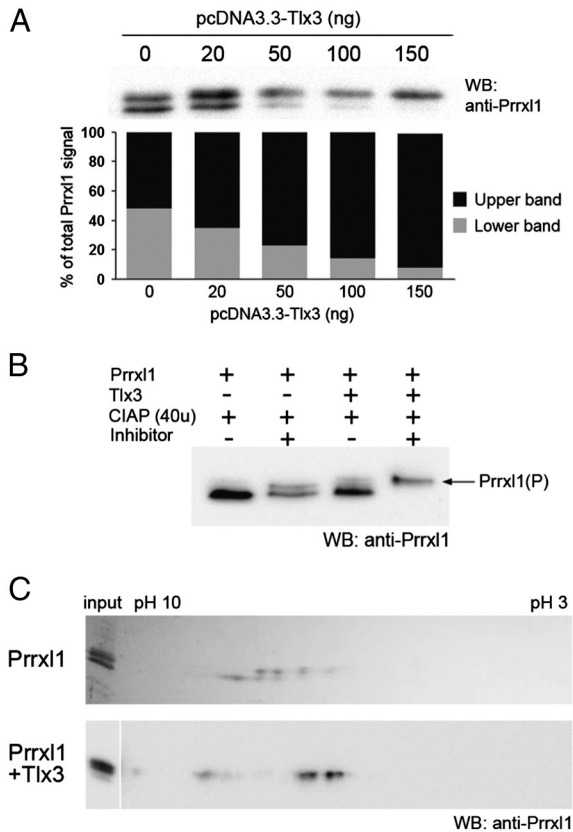 A
pcDNA3.3-Tlx3 (ng)
0 20 50 100 150
WB:
anti-Prrxl1
% of total Prrxl1 signal
100
80
60
40
20
0
Upper band
Lower band
0 20 50 100 150
pcDNA3.3-Tlx3 (ng)
B
Prrxl1 + + + +
Tlx3 - - + +
CIAP (40u) + + + +
Inhibitor - + - +
Prrxl1(P)
WB: anti-Prrxl1
C
input pH 10 pH 3
Prrxl1
Prrxl1
+Tlx3
WB: anti-Prrxl1